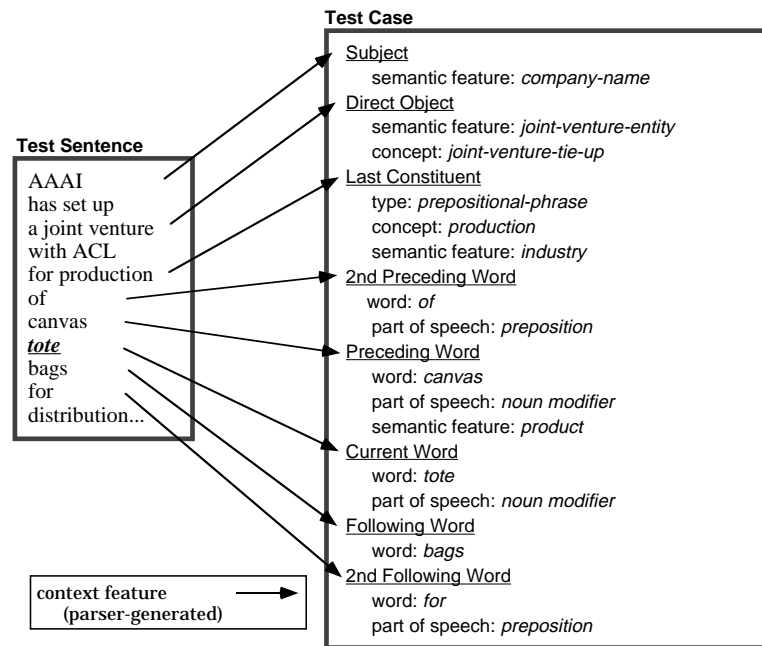 Test Case
Subject
semantic feature: company-name
Direct Object
semantic feature: joint-venture-entity
concept: joint-venture-tie-up
Last Constituent
type: prepositional-phrase
concept: production
semantic feature: industry
2nd Preceding Word
word: of
part of speech: preposition
Preceding Word
word: canvas
part of speech: noun modifier
semantic feature: product
Current Word
word: tote
part of speech: noun modifier
Following Word
word: bags
2nd Following Word
word: for
part of speech: preposition
Test Sentence
AAAI
has set up
a joint venture
with ACL
for production
of
canvas
tote
bags
for
distribution...
context feature
(parser-generated)